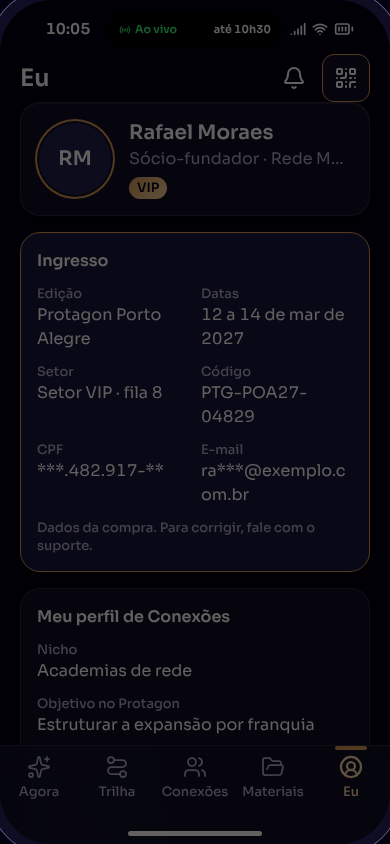 10:05
Ao vivo
até 10h30
Eu
RM
Rafael Moraes
Sócio-fundador · Rede M...
VIP
Ingresso
Edição
Datas
Protagon Porto
Alegre
12 a 14 de mar de
2027
Setor
Código
Setor VIP · fila 8
PTG-POA27-
04829
CPF
E-mail
***.482.917-**
ra***@exemplo.c
om.br
Dados da compra. Para corrigir, fale com o
suporte.
Meu perfil de Conexões
Nicho
Academias de rede
Objetivo no Protagon
Estruturar a expansão por franquia
Agora
Trilha
Conexões
Materiais
Eu